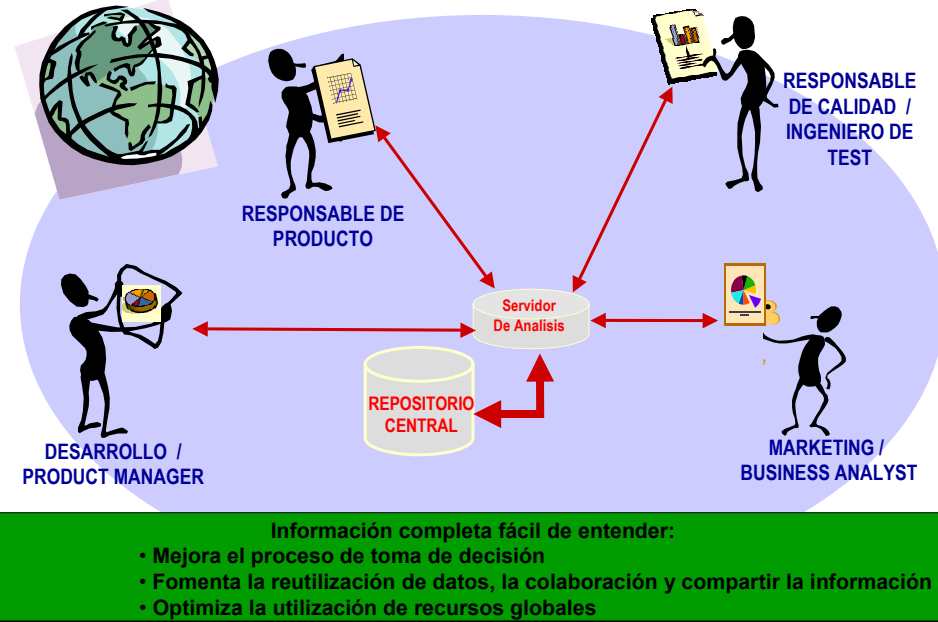 RESPONSABLE
DE CALIDAD /
INGENIERO DE
TEST
RESPONSABLE DE
PRODUCTO
Servidor
De Analisis
REPOSITORIO
CENTRAL
DESARROLLO /
PRODUCT MANAGER
MARKETING /
BUSINESS ANALYST
Información completa fácil de entender:
• Mejora el proceso de toma de decisión
• Fomenta la reutilización de datos, la colaboración y compartir la información
• Optimiza la utilización de recursos globales